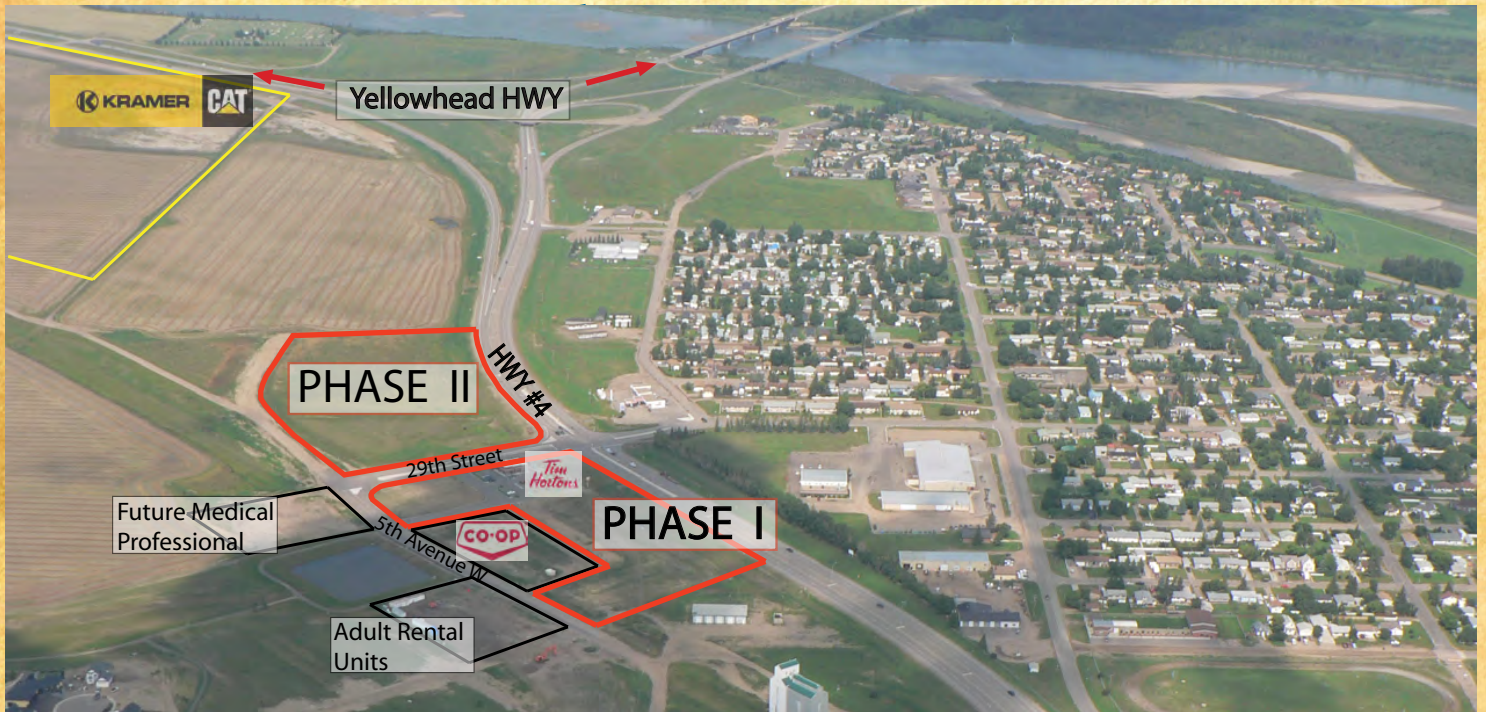 KRAMER CAT
Yellowhead HWY
PHASE II
HWY #4
29th Street
Tim
Hortons
Future Medical
Professional
5th Avenue W
CO-OP
PHASE I
Adult Rental
Units